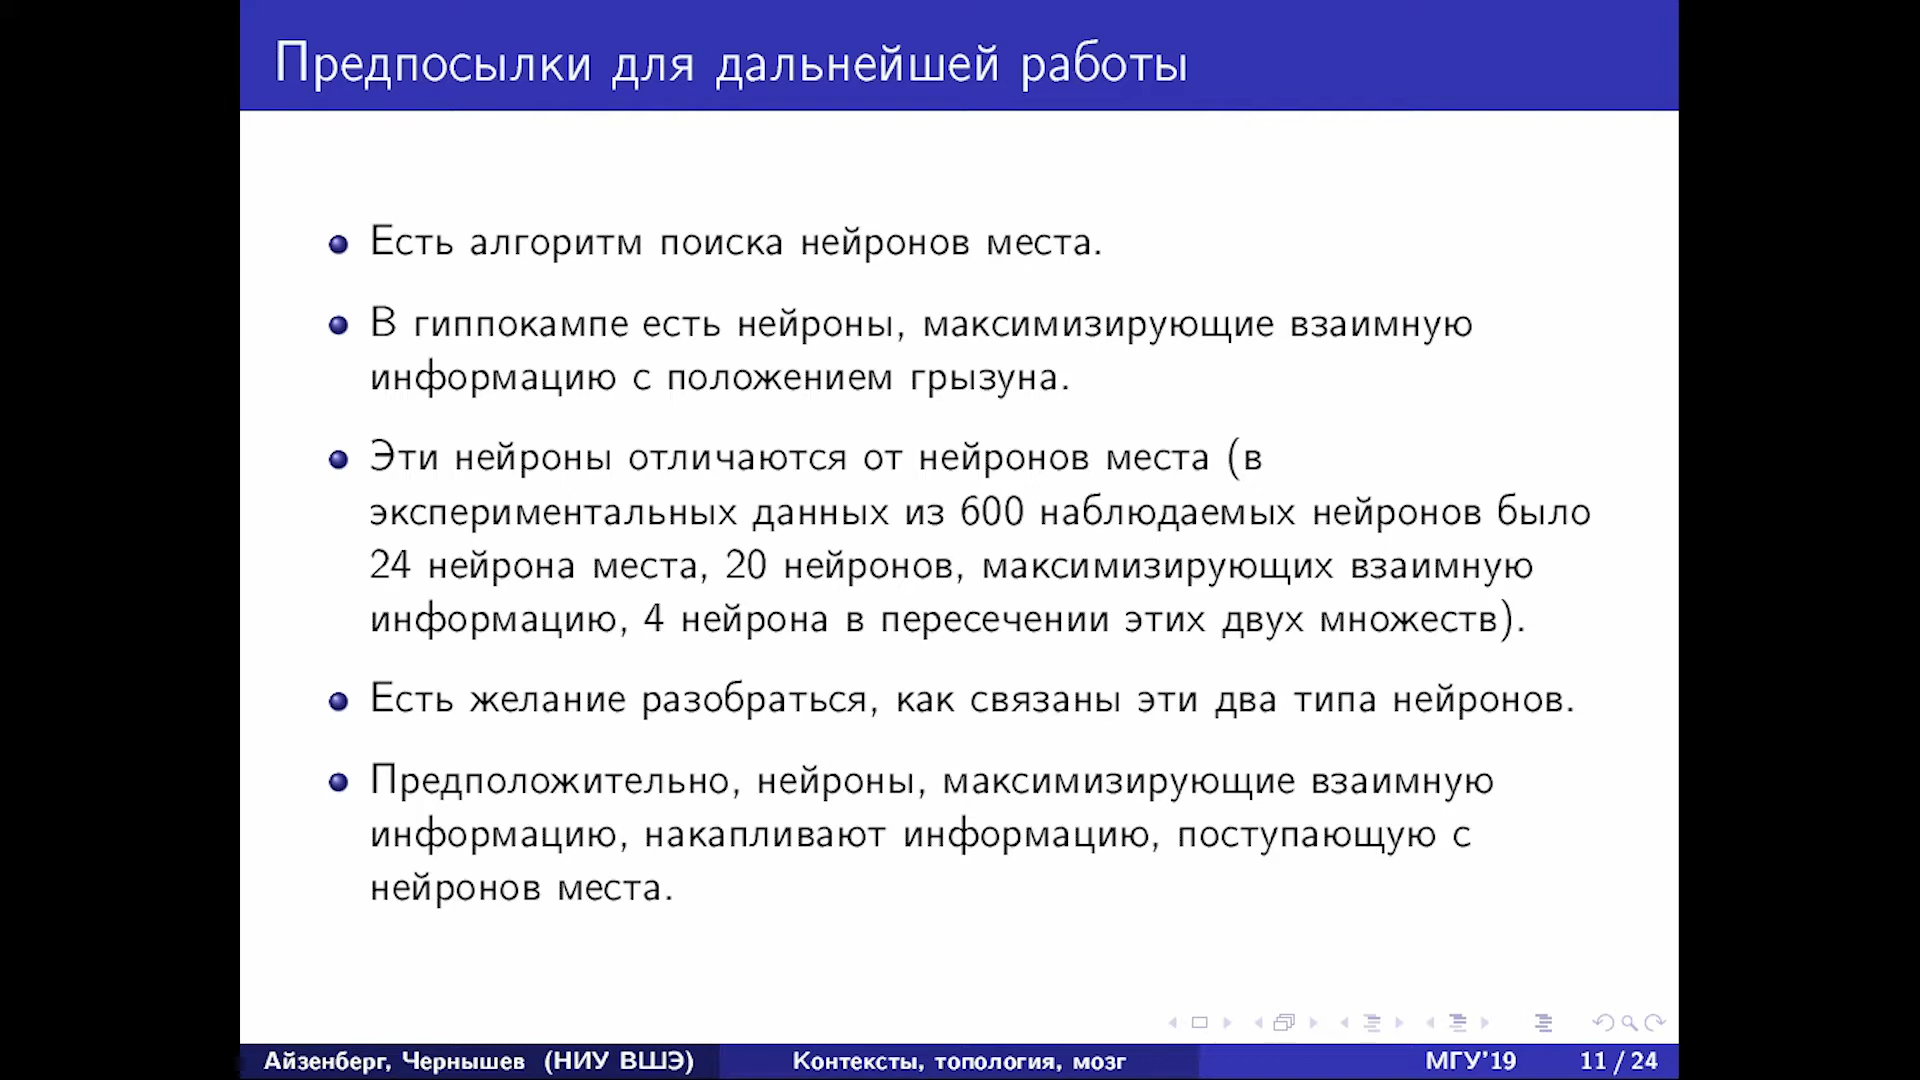 Предпосылки для дальнейшей работы
Есть алгоритм поиска нейронов места.
В гиппокампе есть нейроны, максимизирующие взаимную
информацию с положением грызуна.
Эти нейроны отличаются от нейронов места (в
экспериментальных данных из 600 наблюдаемых нейронов было
24 нейрона места, 20 нейронов, максимизирующих взаимную
информацию, 4 нейрона в пересечении этих двух множеств).
Есть желание разобраться, как связаны эти два типа нейронов.
Предположительно, нейроны, максимизирующие взаимную
информацию, накапливают информацию, поступающую с
нейронов места.
Айзенберг, Чернышев (НИУ ВШЭ) Контексты, топология, мозг МГУ'19 11 / 24